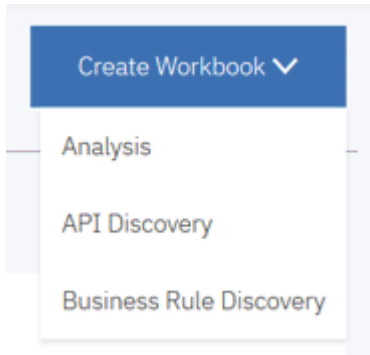 Create Workbook
Analysis
API Discovery
Business Rule Discovery